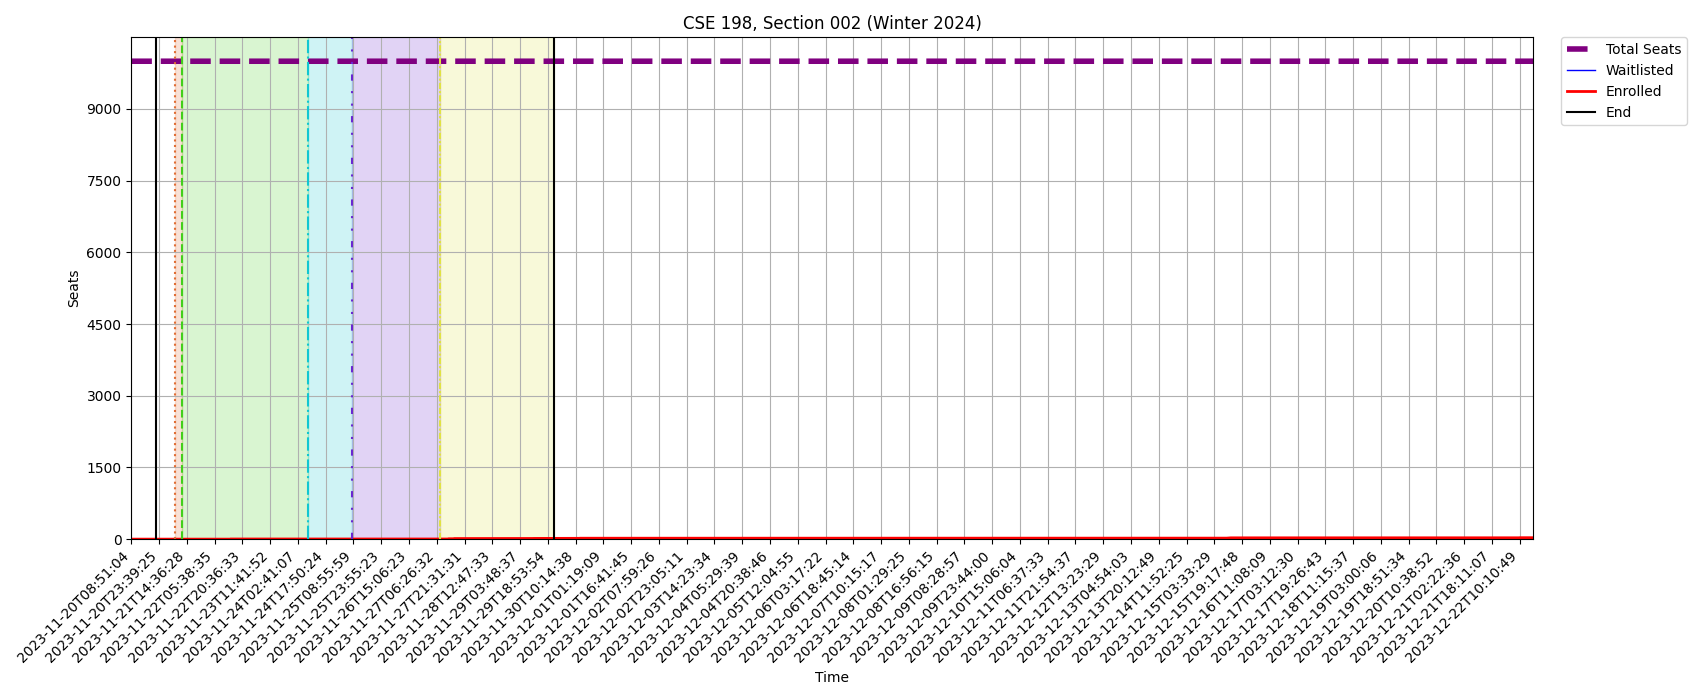 CSE 198, Section 002 (Winter 2024)
Total Seats
Waitlisted
Enrolled
End
9000
7500
6000
4500
3000
1500
0
Seats
2023-11-20T08:51:04
2023-11-20T23:39:25
2023-11-21T14:36:28
2023-11-22T05:38:35
2023-11-22T20:36:33
2023-11-23T11:41:52
2023-11-24T02:41:07
2023-11-24T17:50:24
2023-11-25T08:55:59
2023-11-25T23:55:23
2023-11-26T15:06:23
2023-11-27T06:26:32
2023-11-27T21:31:31
2023-11-28T12:47:33
2023-11-29T03:48:37
2023-11-29T18:53:54
2023-11-30T10:14:38
2023-12-01T01:19:09
2023-12-01T16:41:45
2023-12-02T07:59:26
2023-12-02T23:05:11
2023-12-03T14:23:34
2023-12-04T05:29:39
2023-12-04T20:38:46
2023-12-05T12:04:55
2023-12-06T03:17:22
2023-12-06T18:45:14
2023-12-07T10:15:17
2023-12-08T01:29:25
2023-12-08T16:56:15
2023-12-09T08:28:57
2023-12-09T23:44:00
2023-12-10T15:06:04
2023-12-11T06:37:33
2023-12-11T21:54:37
2023-12-12T13:23:29
2023-12-13T04:54:03
2023-12-13T20:12:49
2023-12-14T11:52:25
2023-12-15T03:33:29
2023-12-15T19:17:48
2023-12-16T11:08:09
2023-12-17T03:12:30
2023-12-17T19:26:43
2023-12-18T11:15:37
2023-12-19T03:00:06
2023-12-19T18:51:34
2023-12-20T10:38:52
2023-12-21T02:22:36
2023-12-21T18:11:07
2023-12-22T10:10:49
Time